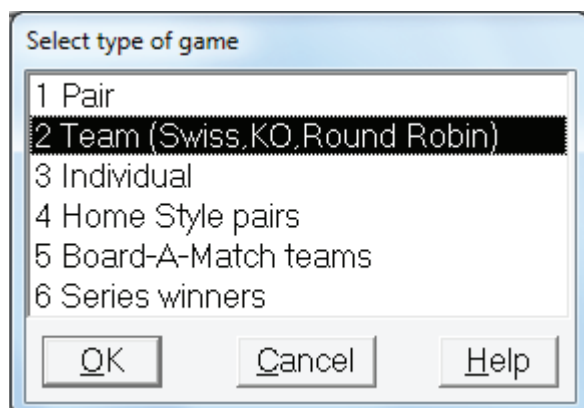 Select type of game
1 Pair
2 Team (Swiss,KO,Round Robin)
3 Individual
4 Home Style pairs
5 Board-A-Match teams
6 Series winners
OK Cancel Help